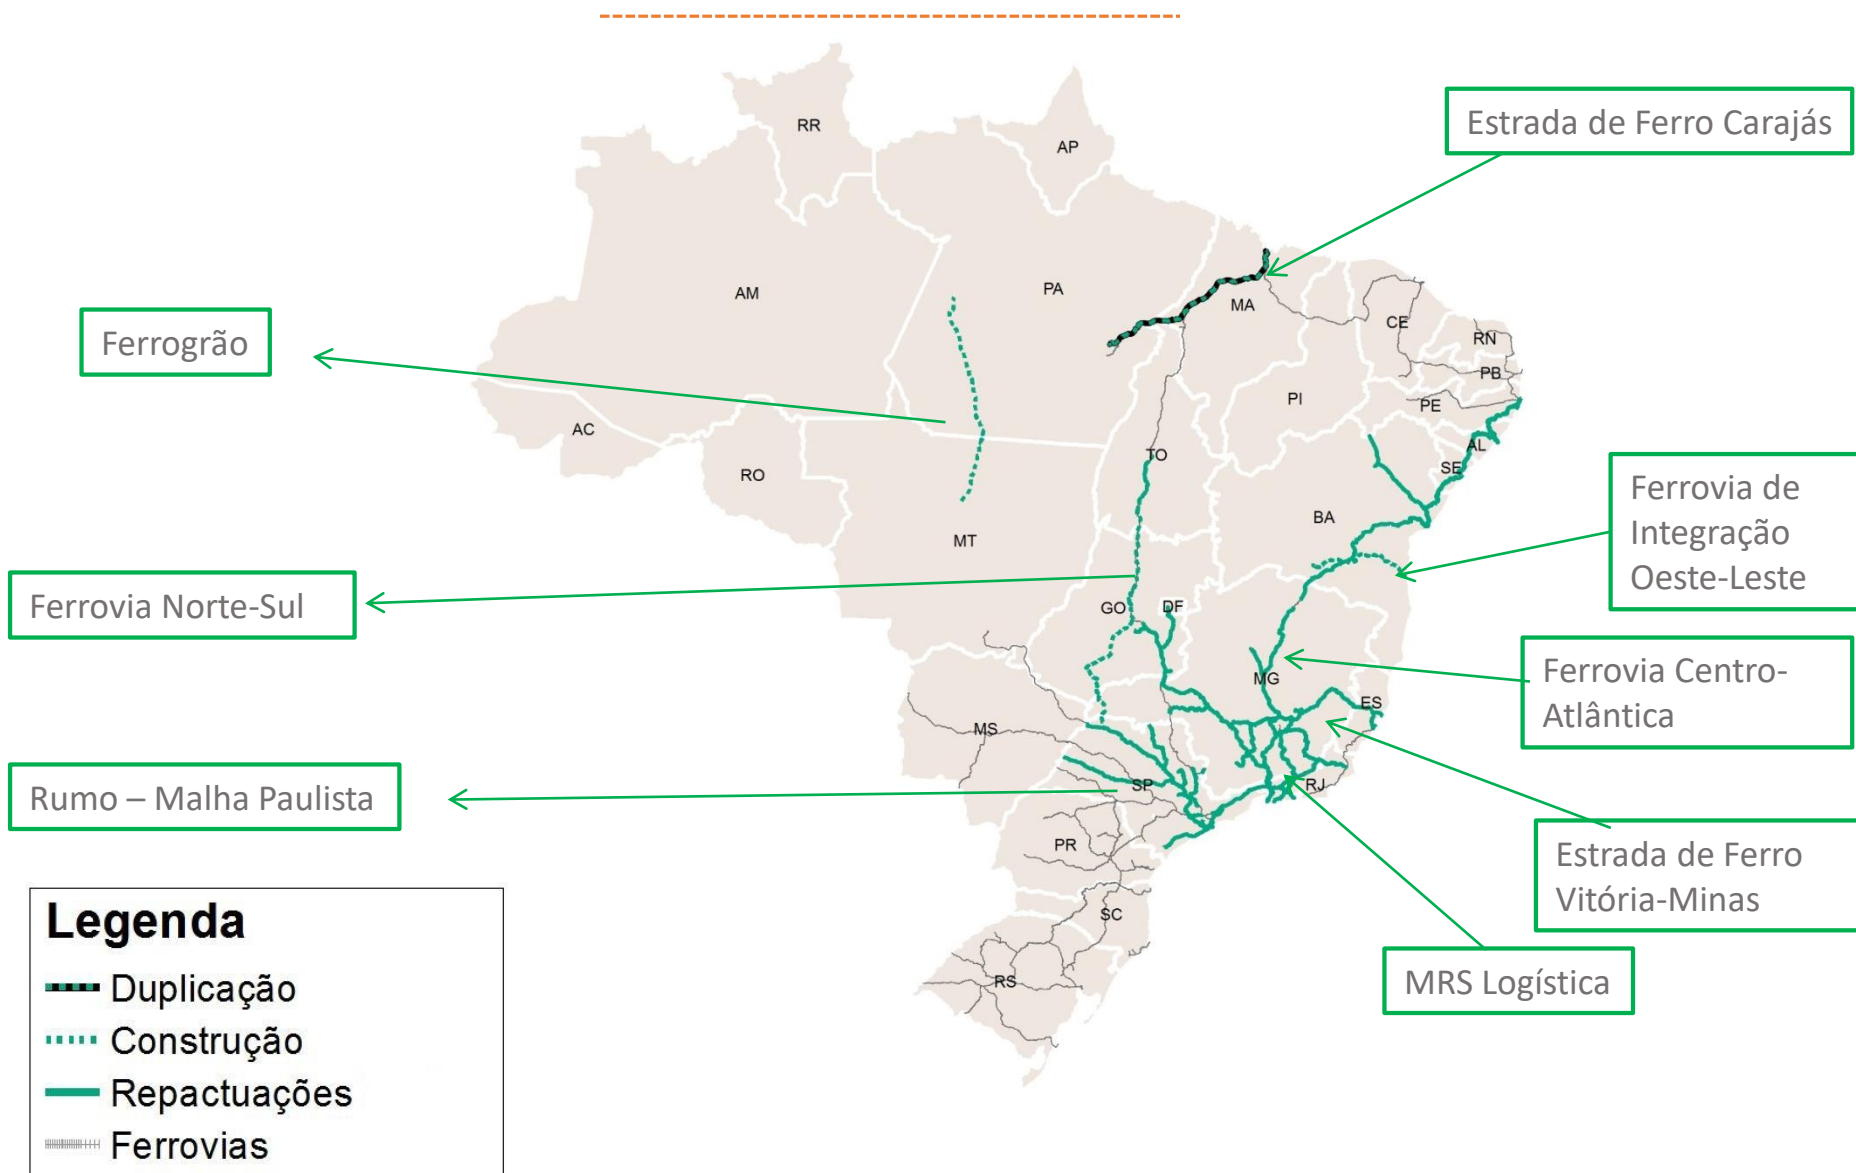 RR
AP
Estrada de Ferro Carajás
AM
PA
MA
CE
RN
Ferrogrão
PB
PI
PE
AC
TO
AL
RO
SE
BA
MT
Ferrovia de
Integração
Oeste-Leste
Ferrovia Norte-Sul
GO
DF
MG
Ferrovia Centro-
Atlântica
ES
MS
Rumo – Malha Paulista
SP
RJ
PR
Estrada de Ferro
Vitória-Minas
SC
RS
MRS Logística
Legenda
Duplicação
Construção
Repactuações
Ferrovias